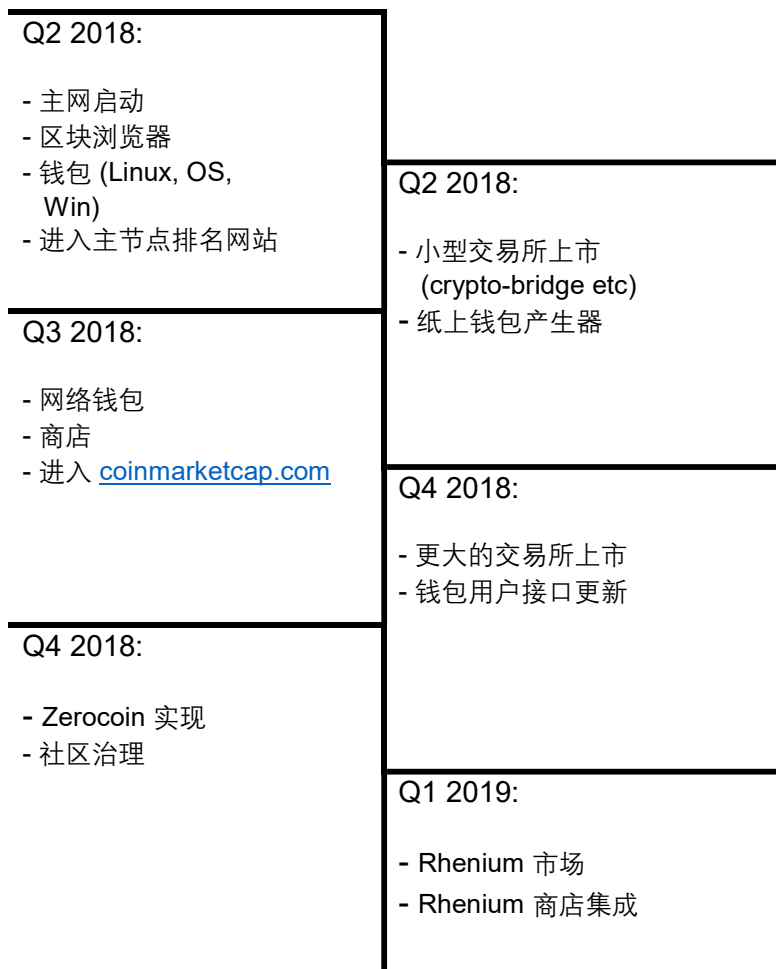 Q2 2018:
- 主网启动
- 区块浏览器
- 钱包 (Linux, OS,
Win)
- 进入主节点排名网站
Q2 2018:
- 小型交易所上市
(crypto-bridge etc)
- 纸上钱包产生器
Q3 2018:
- 网络钱包
- 商店
- 进入 coinmarketcap.com
Q4 2018:
- 更大的交易所上市
- 钱包用户接口更新
Q4 2018:
- Zerocoin 实现
- 社区治理
Q1 2019:
- Rhenium 市场
- Rhenium 商店集成